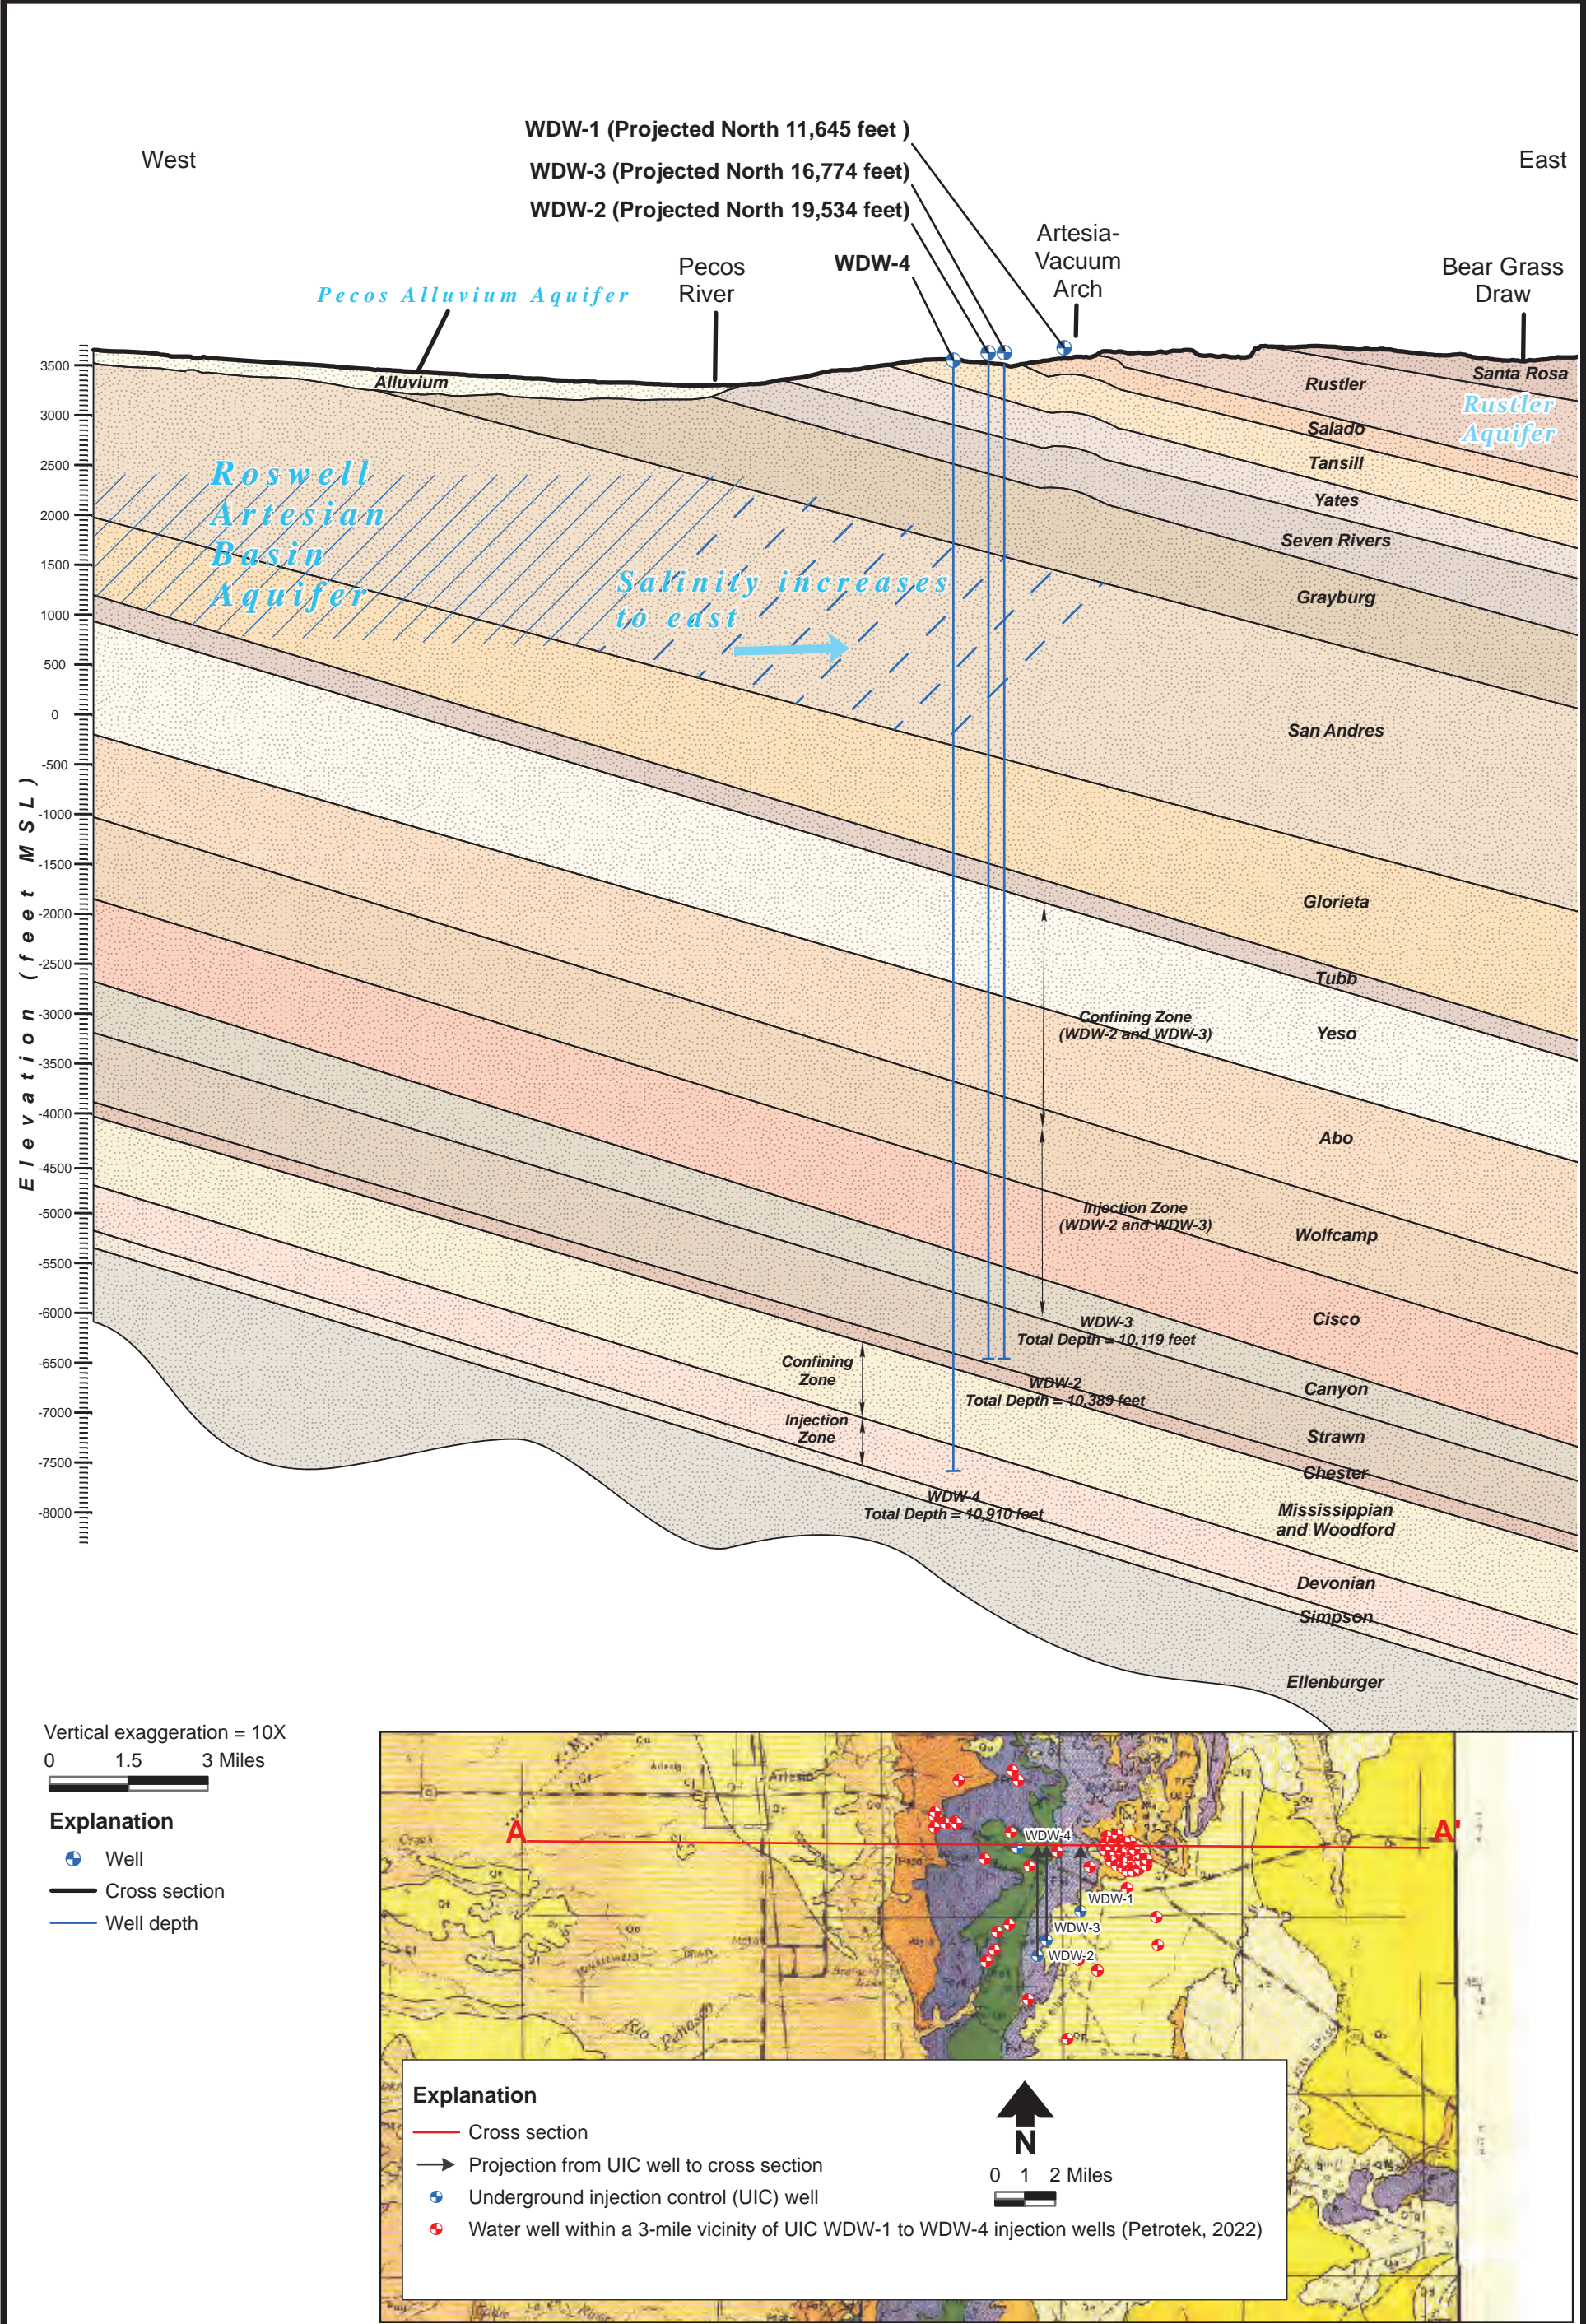 WDW-1 (Projected North 11,645 feet )
West
East
WDW-3 (Projected North 16,774 feet)
WDW-2 (Projected North 19,534 feet)
Artesia-
Vacuum
Arch
WDW-4
Pecos
River
Bear Grass
Draw
Pecos Alluvium Aquifer
3500
3000
2500
2000
1500
1000
500
0
-500
-1000
-1500
-2000
-2500
-3000
-3500
-4000
-4500
-5000
-5500
-6000
-6500
-7000
-7500
-8000
Elevation (feet MSL)
Alluvium
Santa Rosa
Rustler
Rustler
Aquifer
Salado
Tansill
Yates
Seven Rivers
Grayburg
Roswell
Artesian
Basin
Aquifer
Salinity increases
to east
San Andres
Glorieta
Tubb
Yeso
Confining Zone
(WDW-2 and WDW-3)
Abo
Injection Zone
(WDW-2 and WDW-3)
Wolfcamp
Cisco
WDW-3
Total Depth = 10,119 feet
Confining
Zone
WDW-2
Total Depth = 10,389 feet
Canyon
Injection
Zone
Strawn
Chester
WDW-4
Total Depth = 10,910 feet
Mississippian
and Woodford
Devonian
Simpson
Ellenburger
Vertical exaggeration = 10X
0 1.5 3 Miles
Explanation
Well
Cross section
Well depth
Artesia
A
A'
WDW-4
WDW-1
WDW-3
WDW-2
Rio Penasco
Explanation
Cross section
Projection from UIC well to cross section
Underground injection control (UIC) well
Water well within a 3-mile vicinity of UIC WDW-1 to WDW-4 injection wells (Petrotek, 2022)
N
0 1 2 Miles